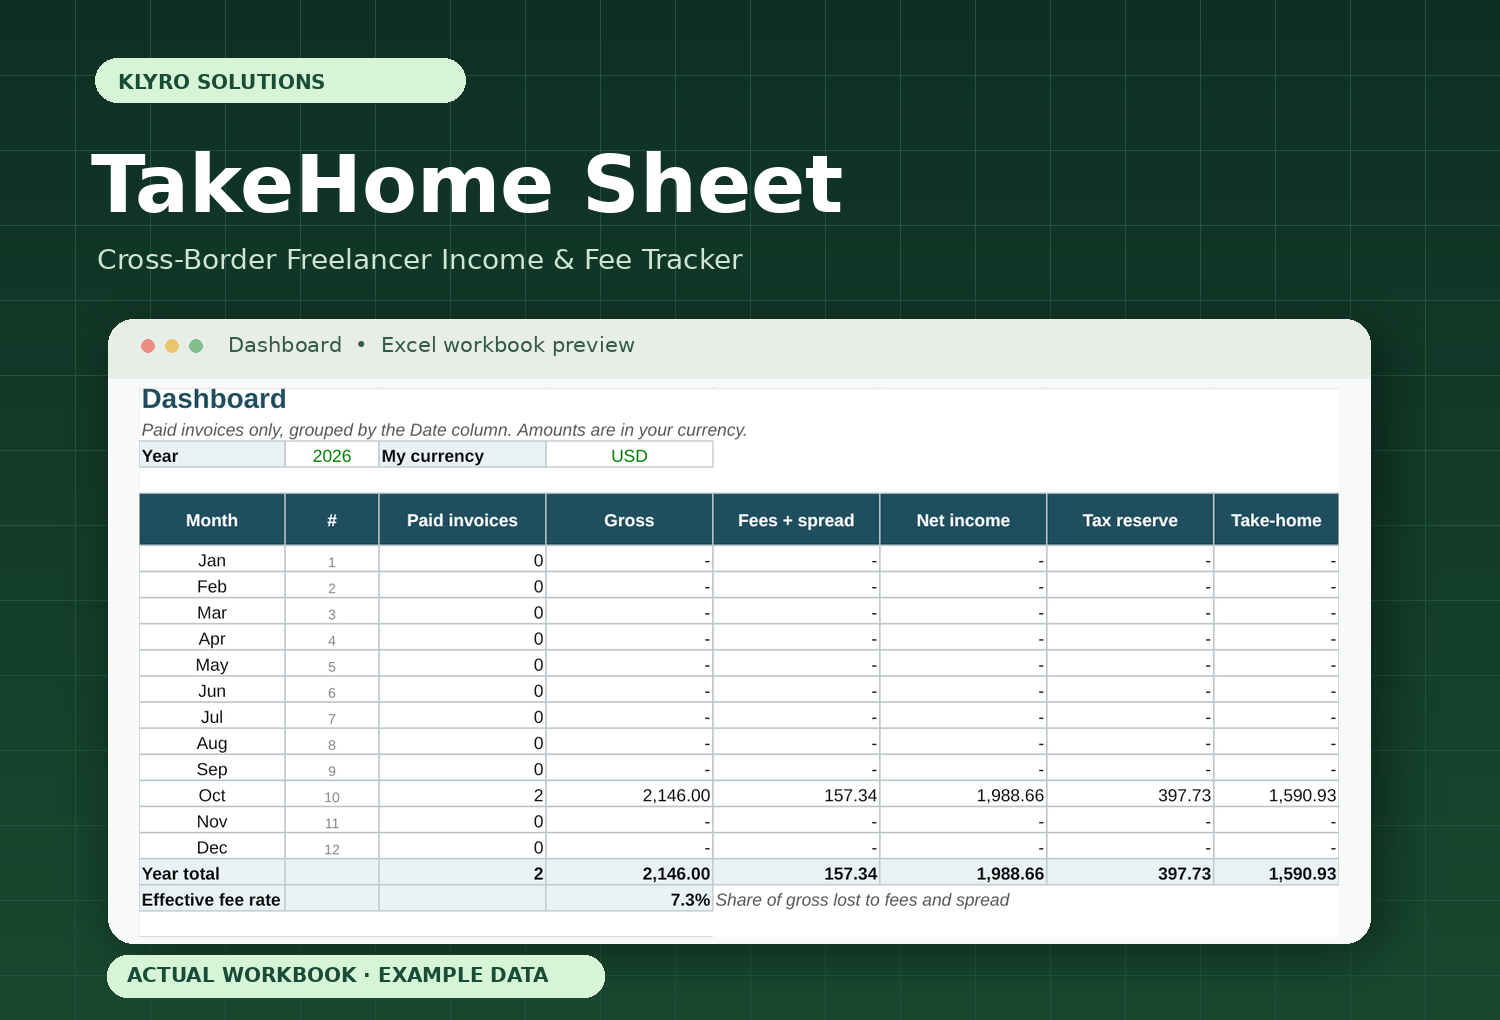 KLYRO SOLUTIONS
TakeHome Sheet
Cross-Border Freelancer Income & Fee Tracker
Dashboard • Excel workbook preview
Dashboard
Paid invoices only, grouped by the Date column. Amounts are in your currency.
Year 2026 My currency USD
Month # Paid invoices Gross Fees + spread Net income Tax reserve Take-home
Jan 1 0 - - - - -
Feb 2 0 - - - - -
Mar 3 0 - - - - -
Apr 4 0 - - - - -
May 5 0 - - - - -
Jun 6 0 - - - - -
Jul 7 0 - - - - -
Aug 8 0 - - - - -
Sep 9 0 - - - - -
Oct 10 2 2,146.00 157.34 1,988.66 397.73 1,590.93
Nov 11 0 - - - - -
Dec 12 0 - - - - -
Year total 2 2,146.00 157.34 1,988.66 397.73 1,590.93
Effective fee rate 7.3% Share of gross lost to fees and spread
ACTUAL WORKBOOK · EXAMPLE DATA